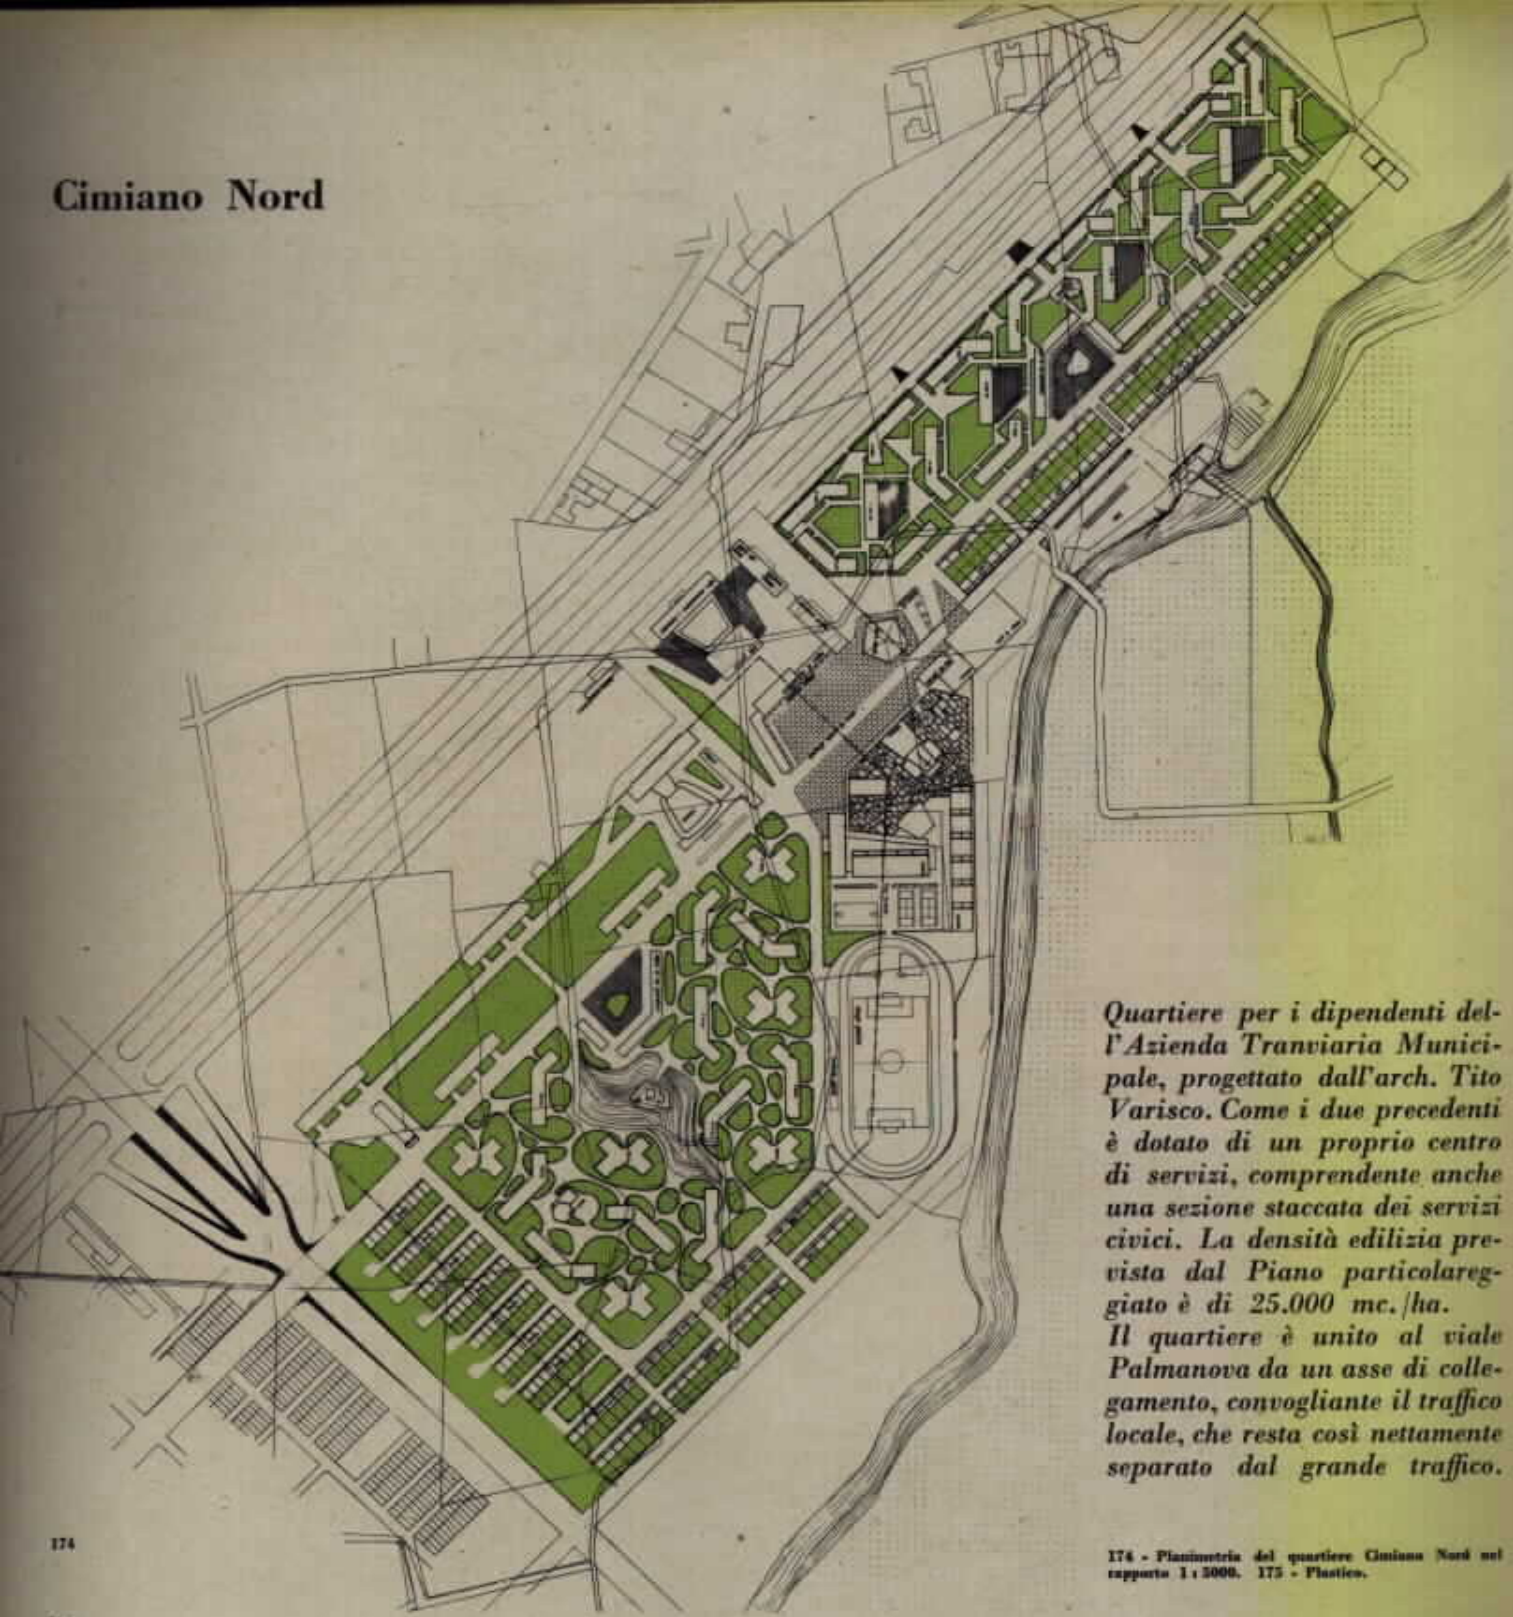 Cimiano Nord
Quartiere per i dipendenti del-
l'Azienda Tranviaria Munici-
pale, progettato dall'arch. Tito
Varisco. Come i due precedenti
è dotato di un proprio centro
di servizi, comprendente anche
una sezione staccata dei servizi
civici. La densità edilizia pre-
vista dal Piano particolareg-
giato è di 25.000 mc./ha.
Il quartiere è unito al viale
Palmanova da un asse di colle-
gamento, convogliante il traffico
locale, che resta così nettamente
separato dal grande traffico.
174
174 - Planimetria del quartiere Cimiano Nord nel
rapporto 1 : 5000. 175 - Plastico.